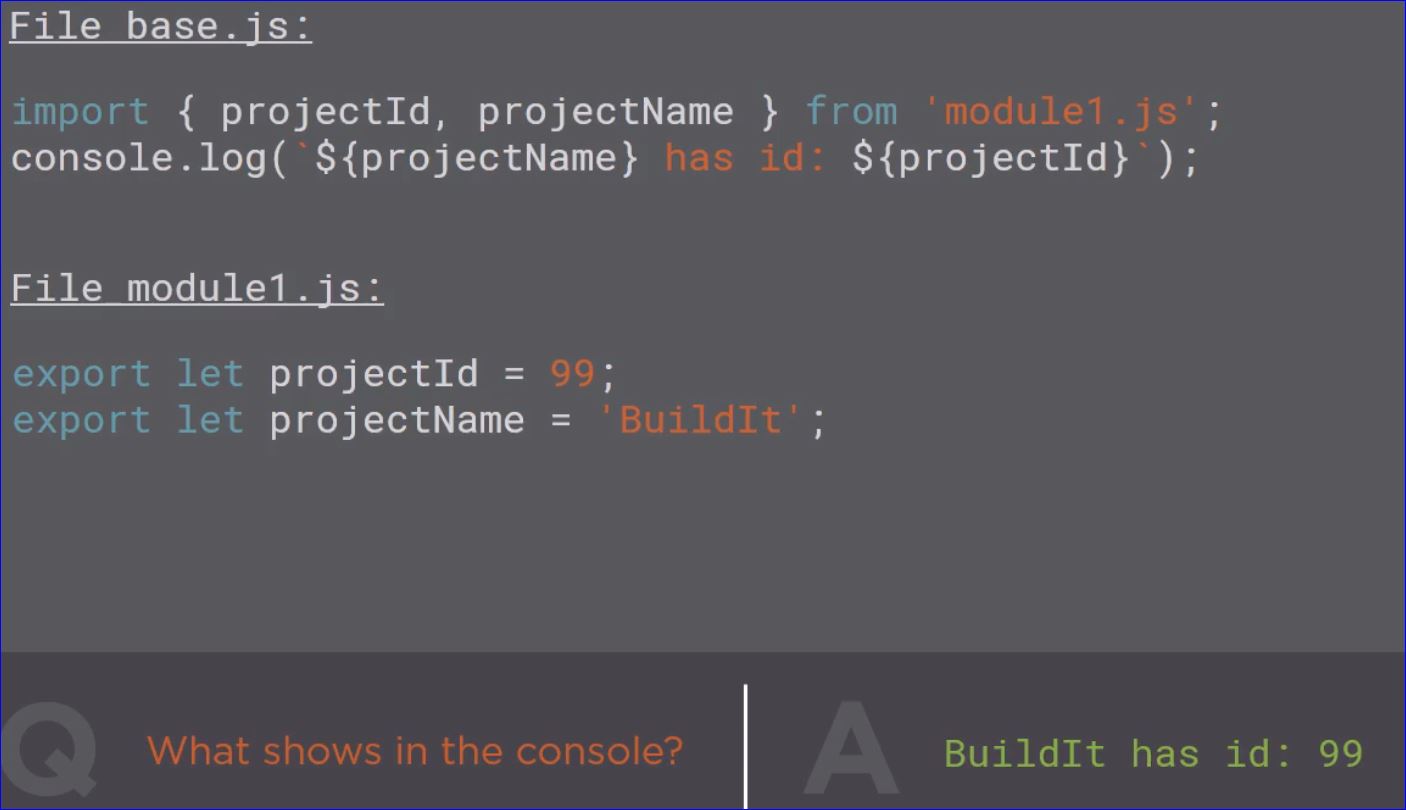 File base.js:
import { projectId, projectName } from 'module1.js';
console.log(`${projectName} has id: ${projectId}`);
File module1.js:
export let projectId = 99;
export let projectName = 'BuildIt';
Q What shows in the console?
A BuildIt has id: 99